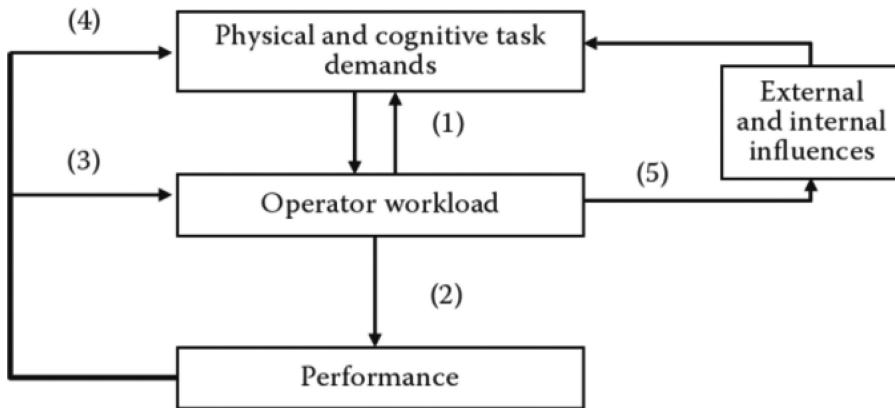 (4)
Physical and cognitive task
demands
External
and internal
influences
(1)
(3)
(5)
Operator workload
(2)
Performance